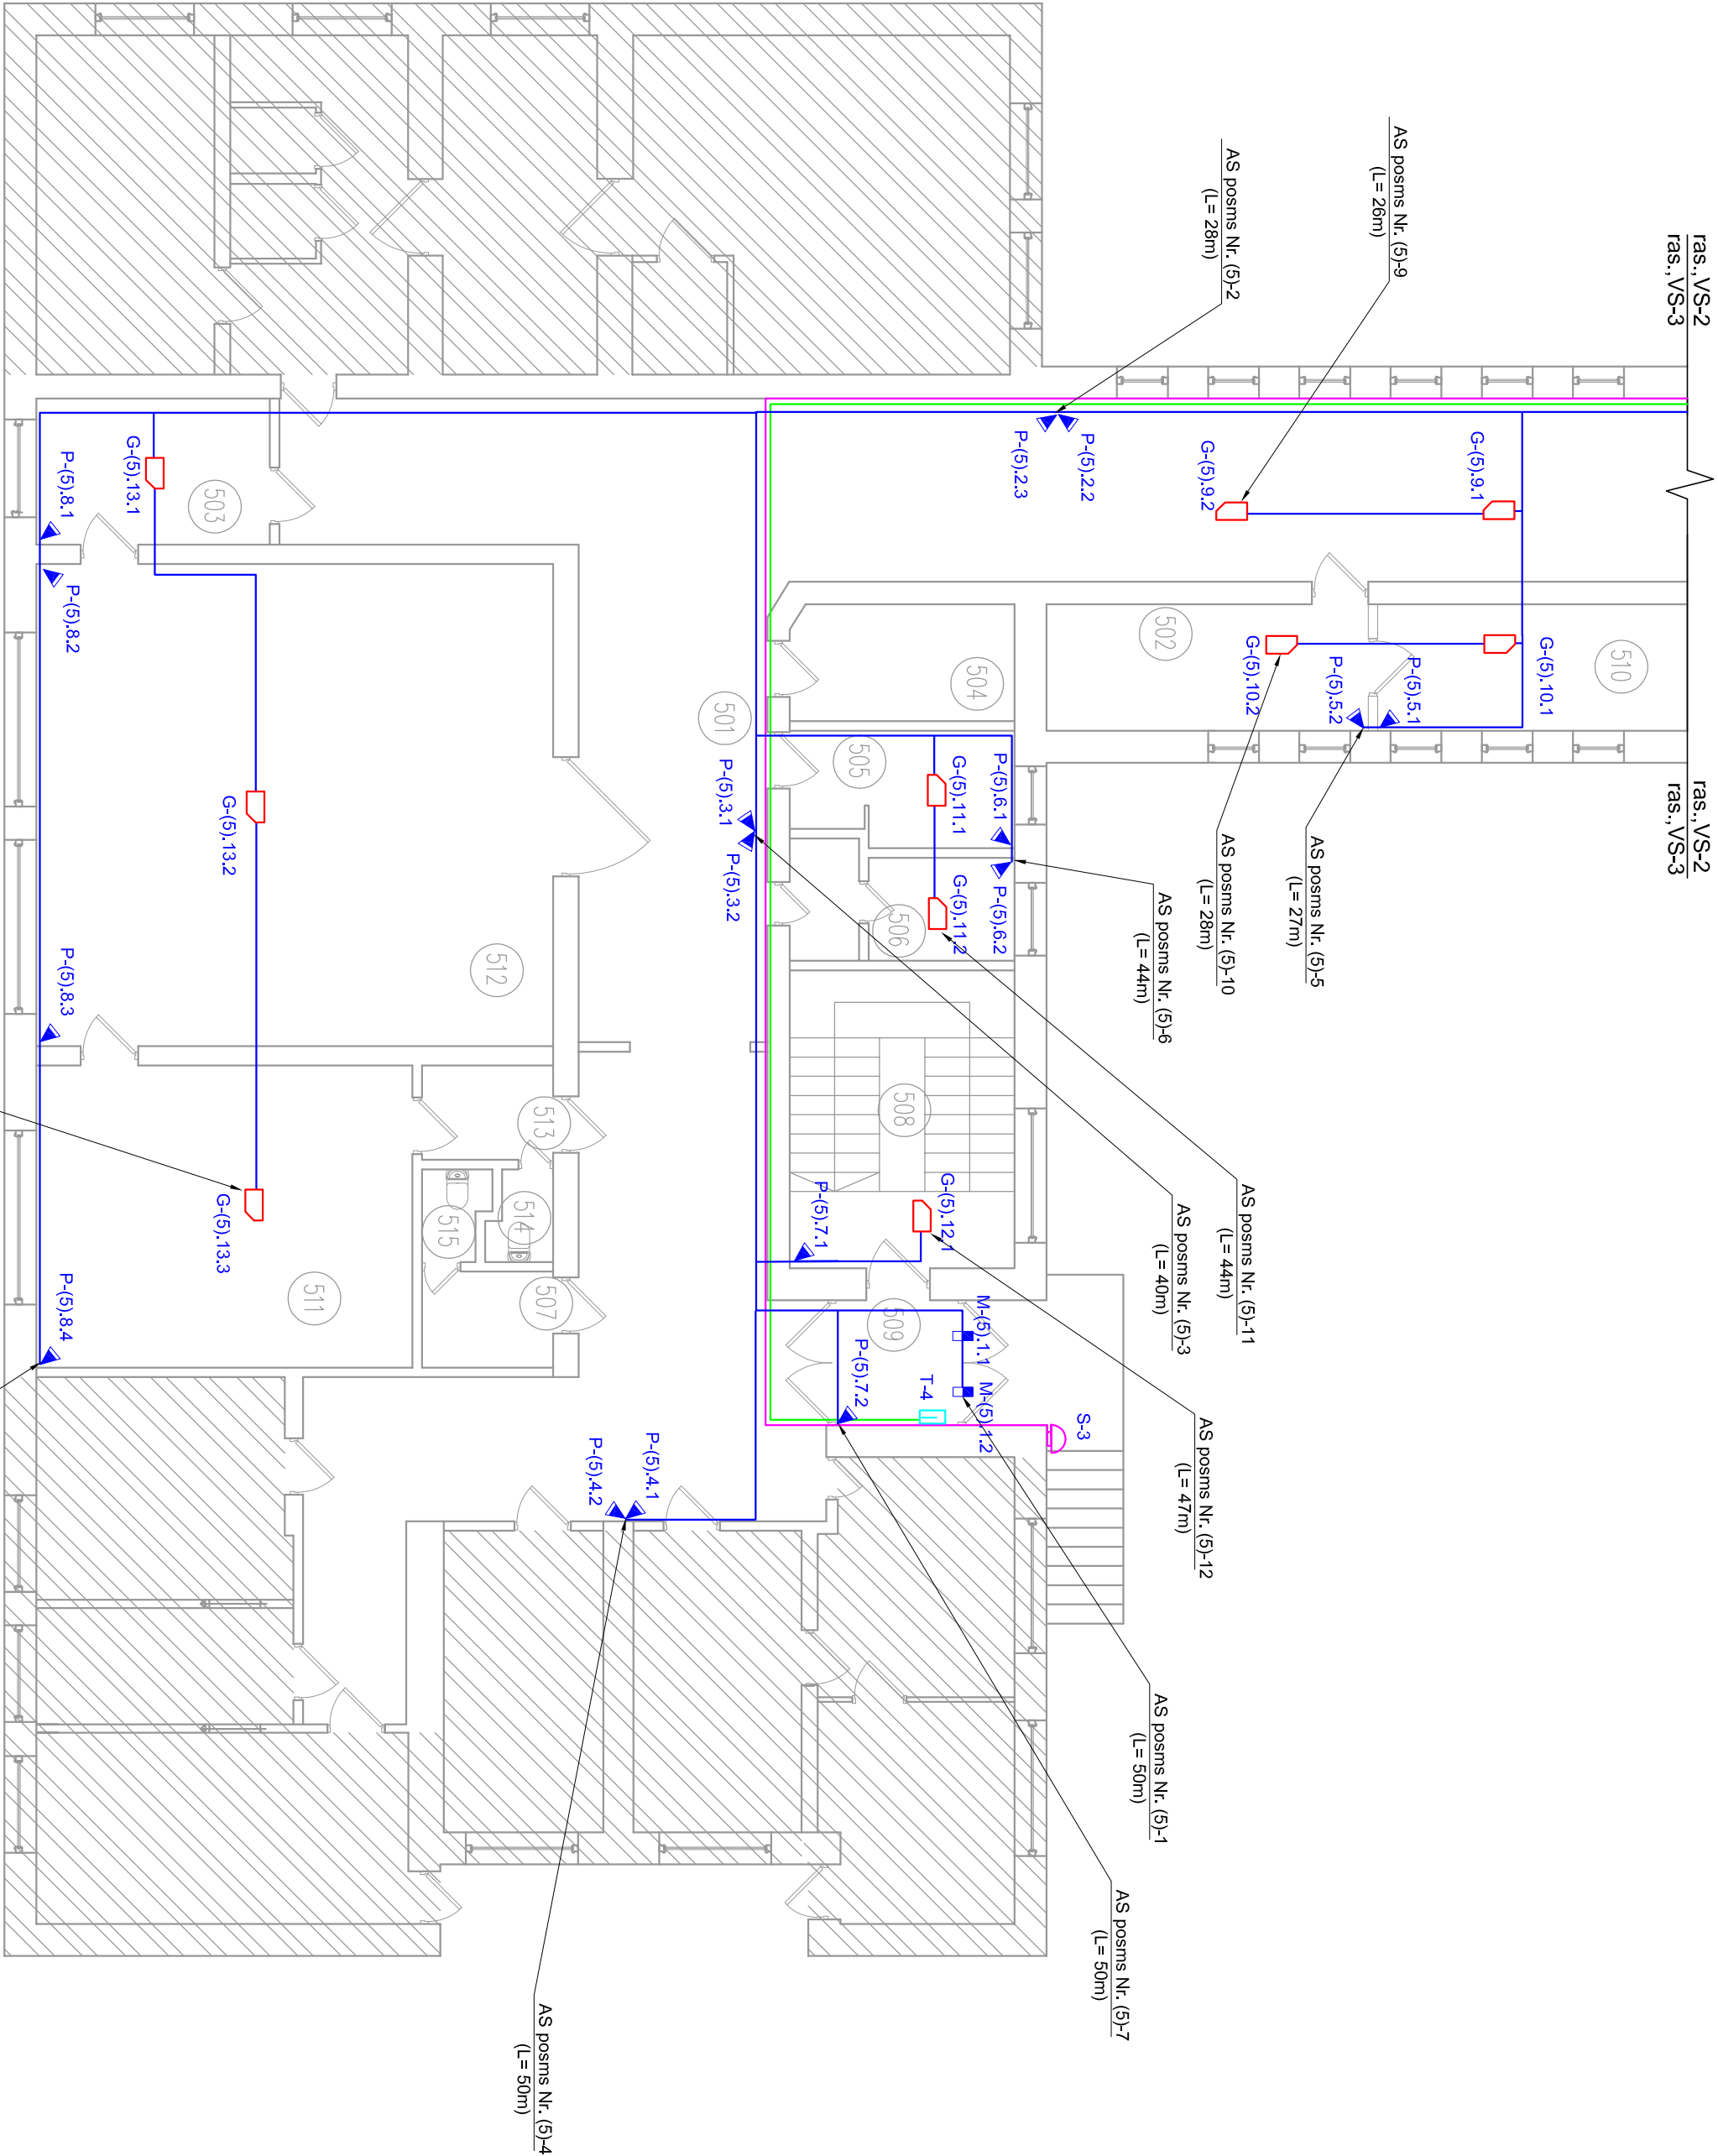 ras.,VS-2
ras.,VS-3
ras.,VS-2
ras.,VS-3
AS posms Nr. (5)-9
(L= 26m)
AS posms Nr. (5)-2
(L= 28m)
P-(5).2.2
P-(5).2.3
G-(5).9.1
G-(5).9.2
G-(5).10.1
G-(5).10.2
P-(5).5.1
P-(5).5.2
510
502
504
501
505
506
508
509
503
512
513
514
515
507
511
AS posms Nr. (5)-5
(L= 27m)
AS posms Nr. (5)-10
(L= 28m)
AS posms Nr. (5)-6
(L= 44m)
P-(5).6.1
P-(5).6.2
G-(5).11.1
G-(5).11.2
P-(5).3.1
P-(5).3.2
AS posms Nr. (5)-11
(L= 44m)
AS posms Nr. (5)-3
(L= 40m)
G-(5).12.1
P-(5).7.1
AS posms Nr. (5)-12
(L= 47m)
M-(5).1.1
M-(5).1.2
T-4
S-3
P-(5).7.2
AS posms Nr. (5)-1
(L= 50m)
AS posms Nr. (5)-7
(L= 50m)
P-(5).4.1
P-(5).4.2
AS posms Nr. (5)-4
(L= 50m)
G-(5).13.1
G-(5).13.2
G-(5).13.3
P-(5).8.1
P-(5).8.2
P-(5).8.3
P-(5).8.4